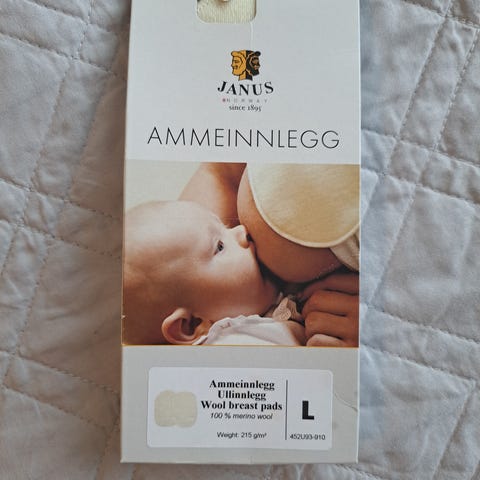 JANUS
NORWAY
since 1895
AMMEINNLEGG
Ammeinnlegg
Ullinnlegg
Wool breast pads
100 % merino wool
Weight: 215 g/m²
L
452U93-910